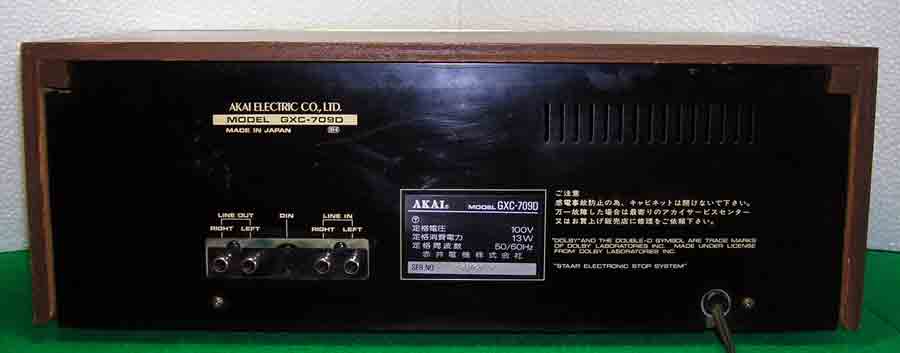 AKAI ELECTRIC CO., LTD.
MODEL GXC-709D
MADE IN JAPAN
LINE OUT DIN LINE IN
RIGHT LEFT RIGHT LEFT
AKAI MODEL GXC-709D
定格電圧 100V
定格消費電力 13W
定格周波数 50/60Hz
赤井電機株式会社
SER.NO.
ご注意
感電事故防止の為、キャビネットは開けないで下さい。
万一故障した場合は最寄りのアカイサービスセンター
又はお買上げ販売店に修理をご依頼下さい。
"DOLBY" AND THE DOUBLE-D SYMBOL ARE TRADE MARKS
OF DOLBY LABORATORIES INC. MADE UNDER LICENSE
FROM DOLBY LABORATORIES INC.
"STAAR ELECTRONIC STOP SYSTEM"